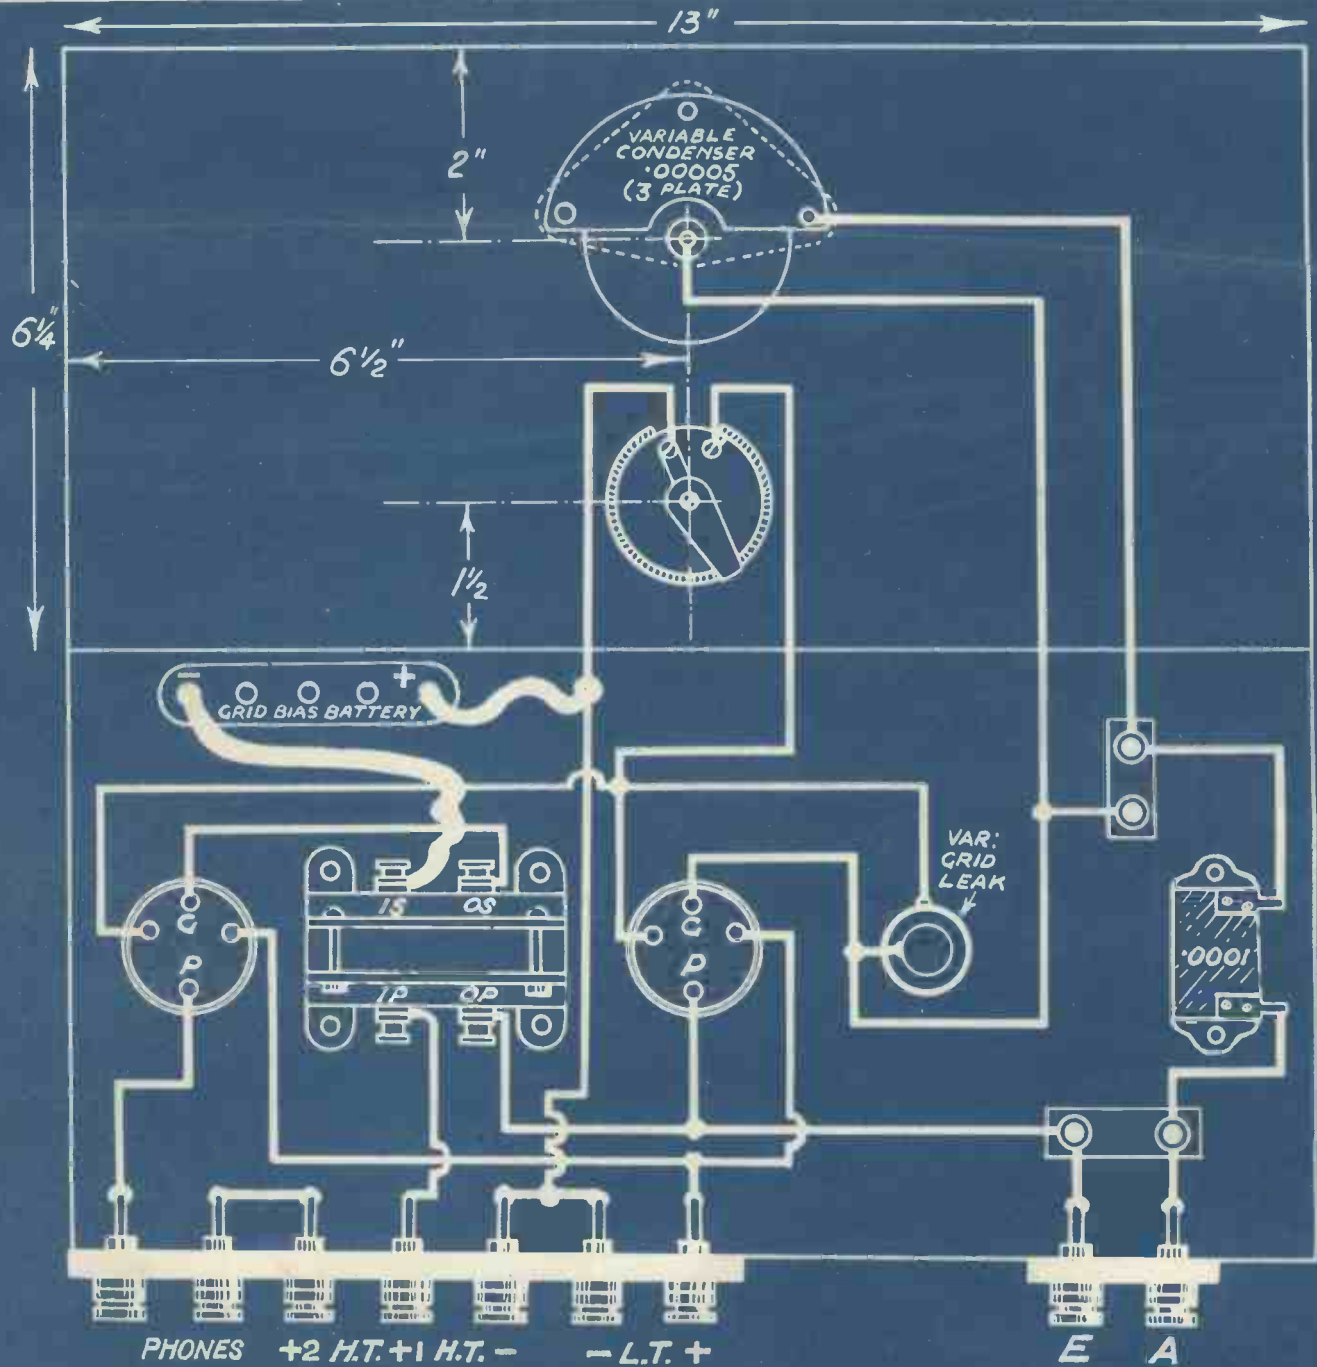 13"
2"
VARIABLE
CONDENSER
·00005
(3 PLATE)
6¼"
6½"
1½
- +
GRID BIAS BATTERY
VAR:
GRID
LEAK
IS OS
G
P
G
P
·0001
IP OP
PHONES +2 H.T. +1 H.T. - - L.T. + E A